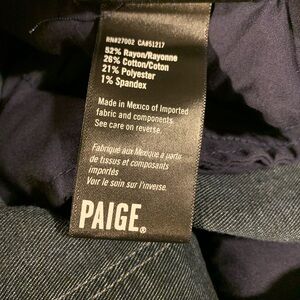 RN#27002 CA#51217
52% Rayon/Rayonne
26% Cotton/Coton
21% Polyester
1% Spandex
Made in Mexico of Imported
fabric and components.
See care on reverse.
Fabriqué aux Mexique à partir
de tissus et composants
importés
Voir le soin sur l'inverse.
PAIGE®